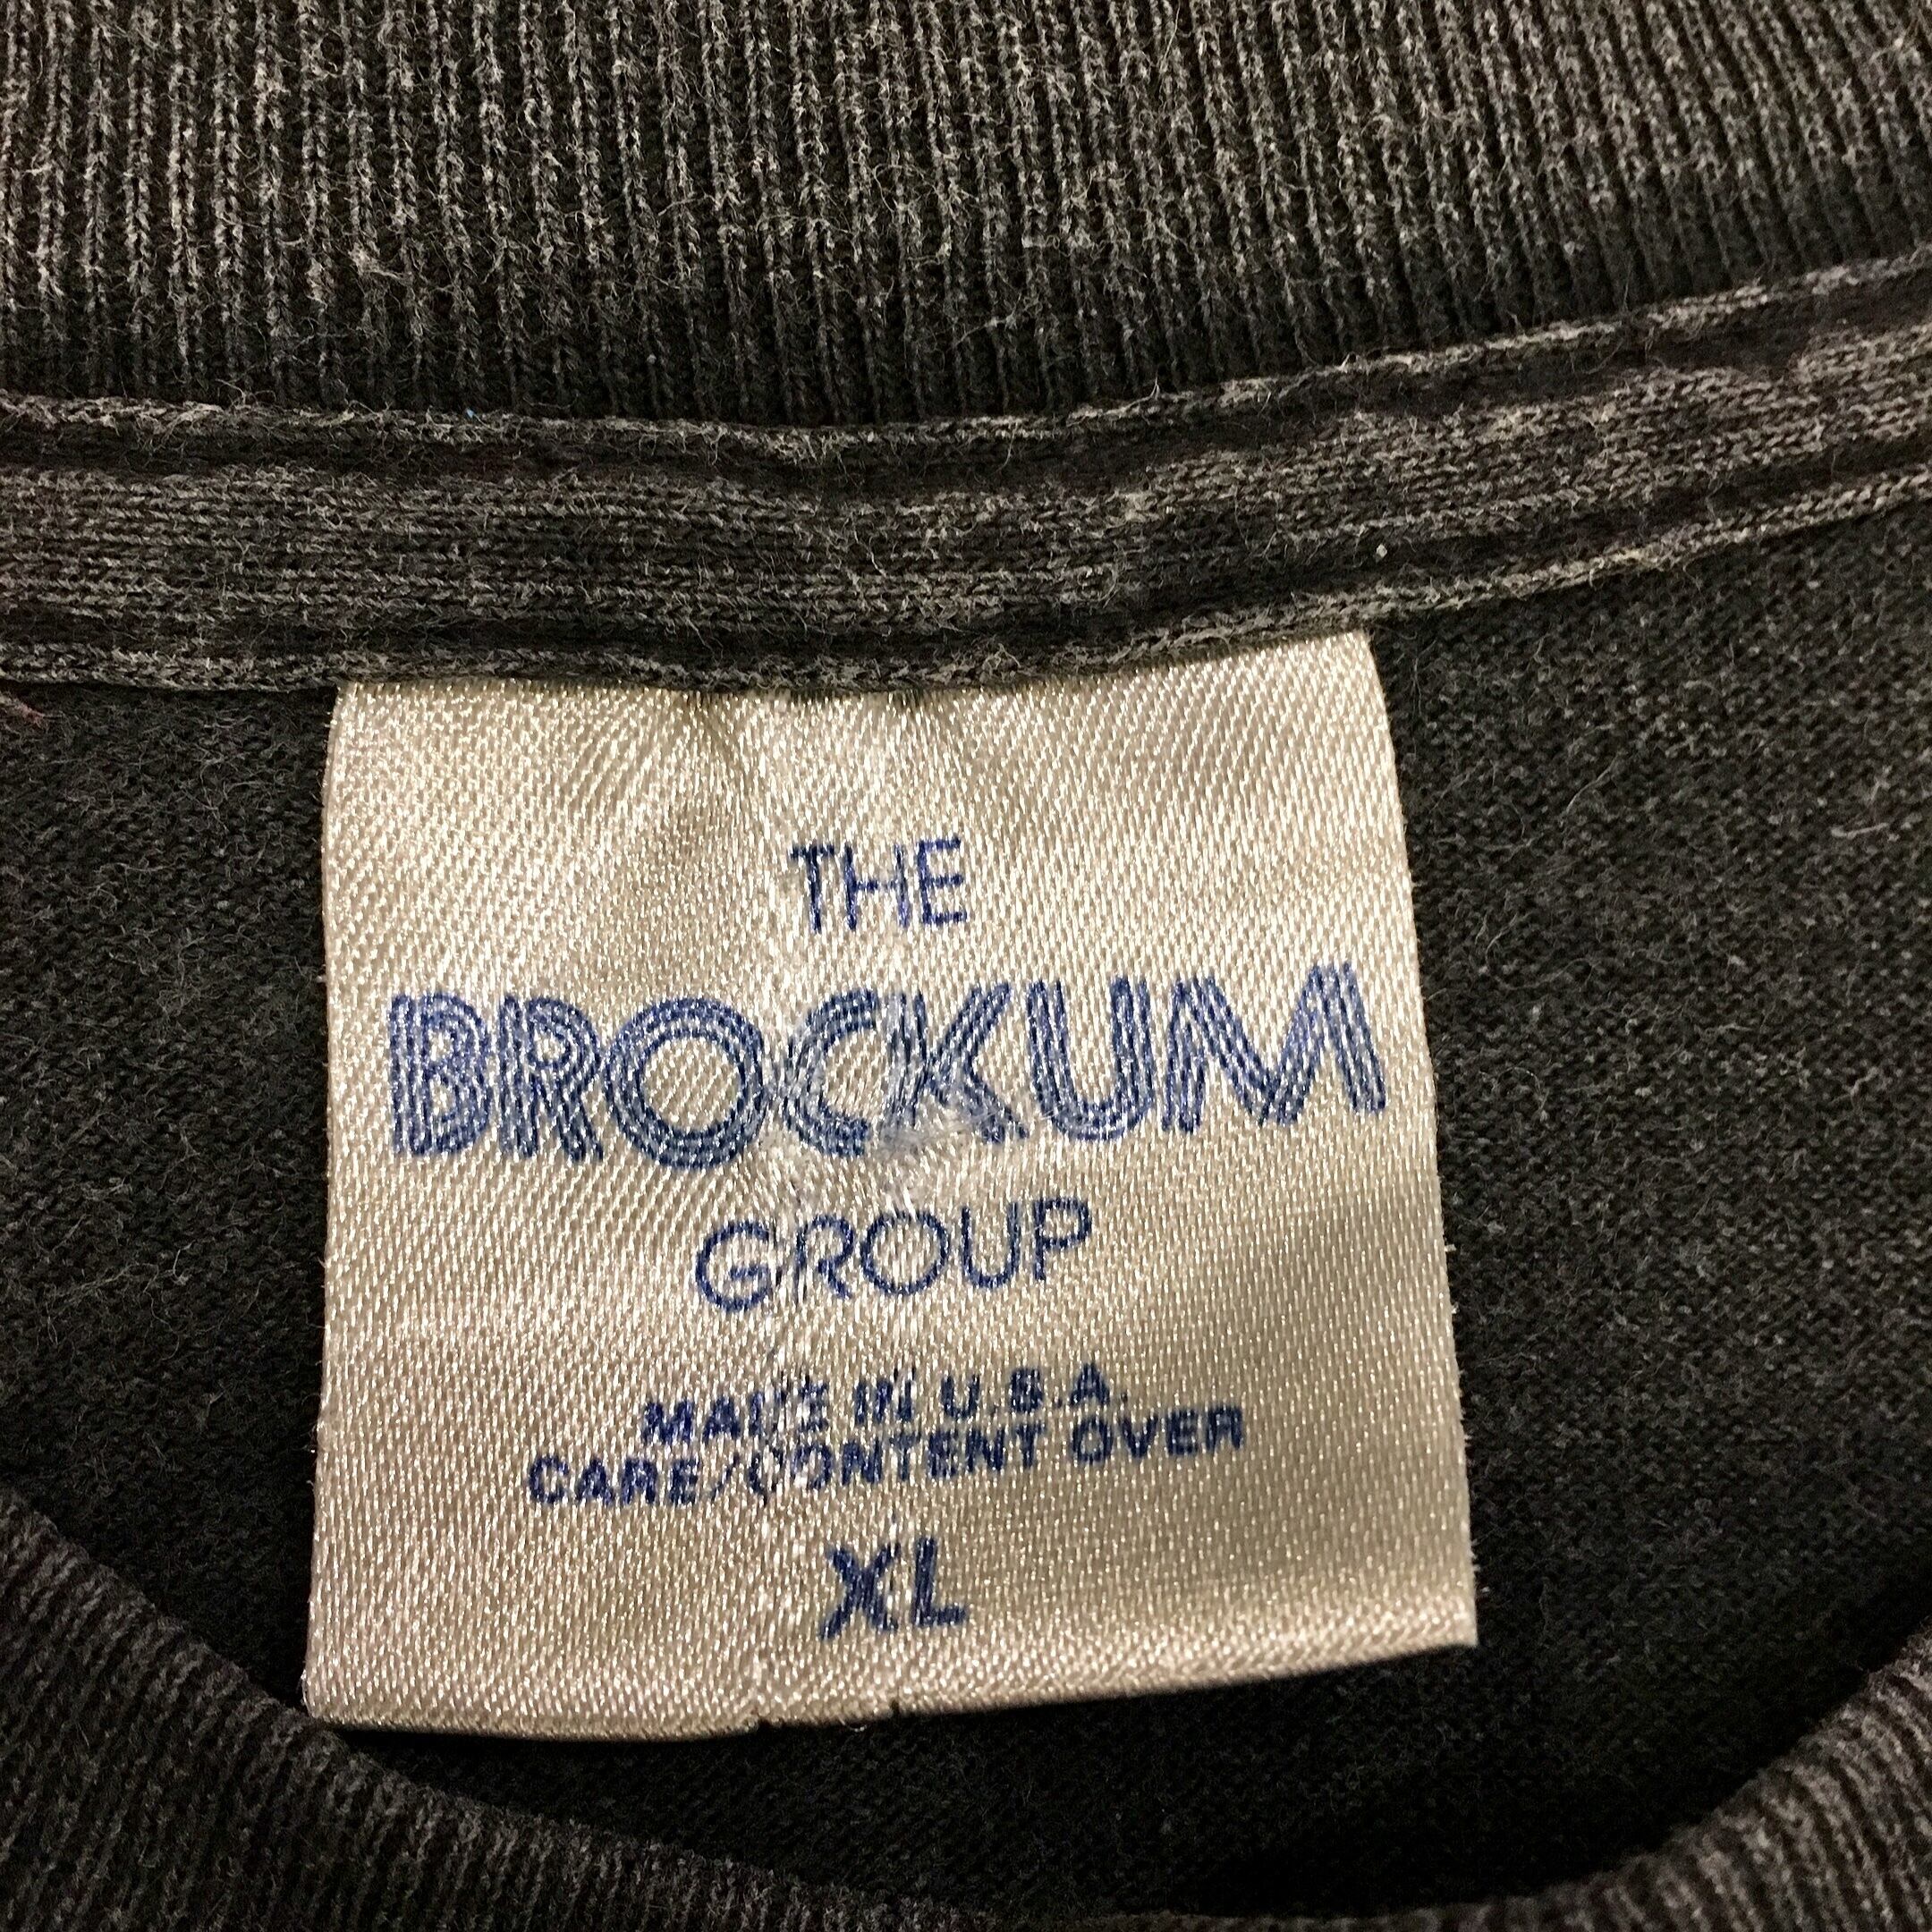 THE
BROCKUM
GROUP
MADE IN U.S.A.
CARE/CONTENT OVER
XL